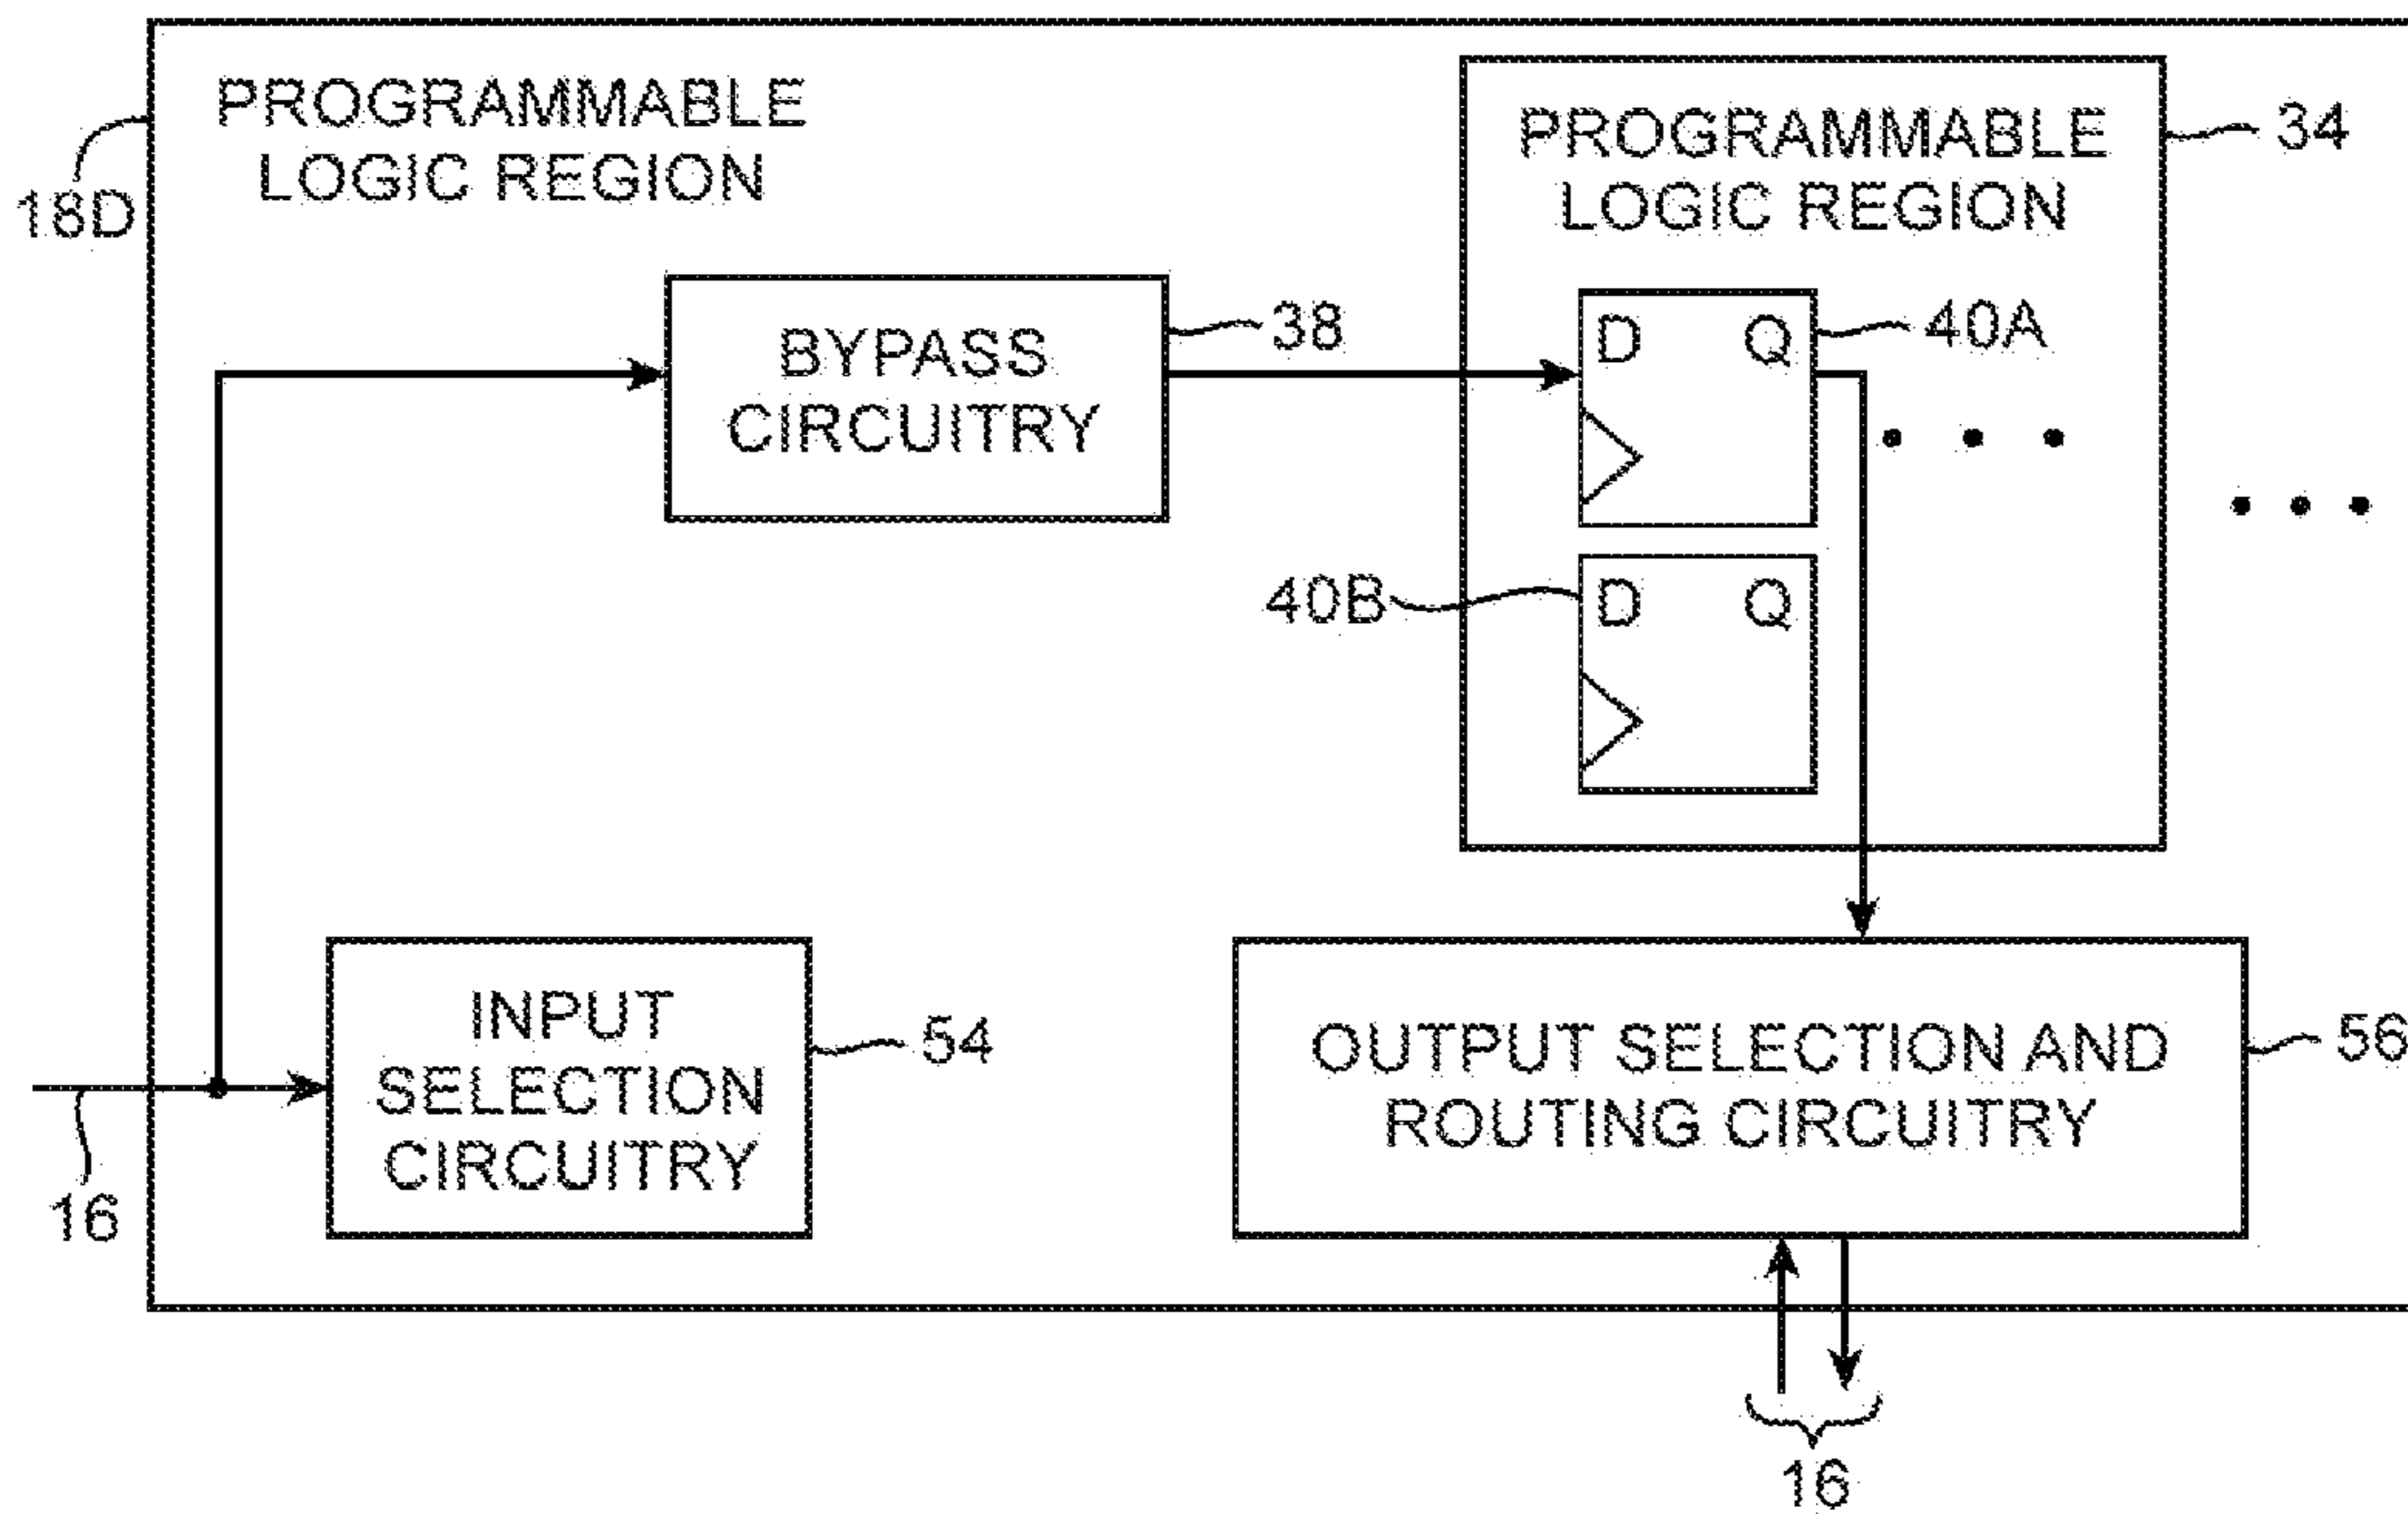 PROGRAMMABLE
LOGIC REGION
18D
PROGRAMMABLE
LOGIC REGION
34
BYPASS
CIRCUITRY
38
D Q
40A
40B
D Q
INPUT
SELECTION
CIRCUITRY
54
OUTPUT SELECTION AND
ROUTING CIRCUITRY
56
16
16